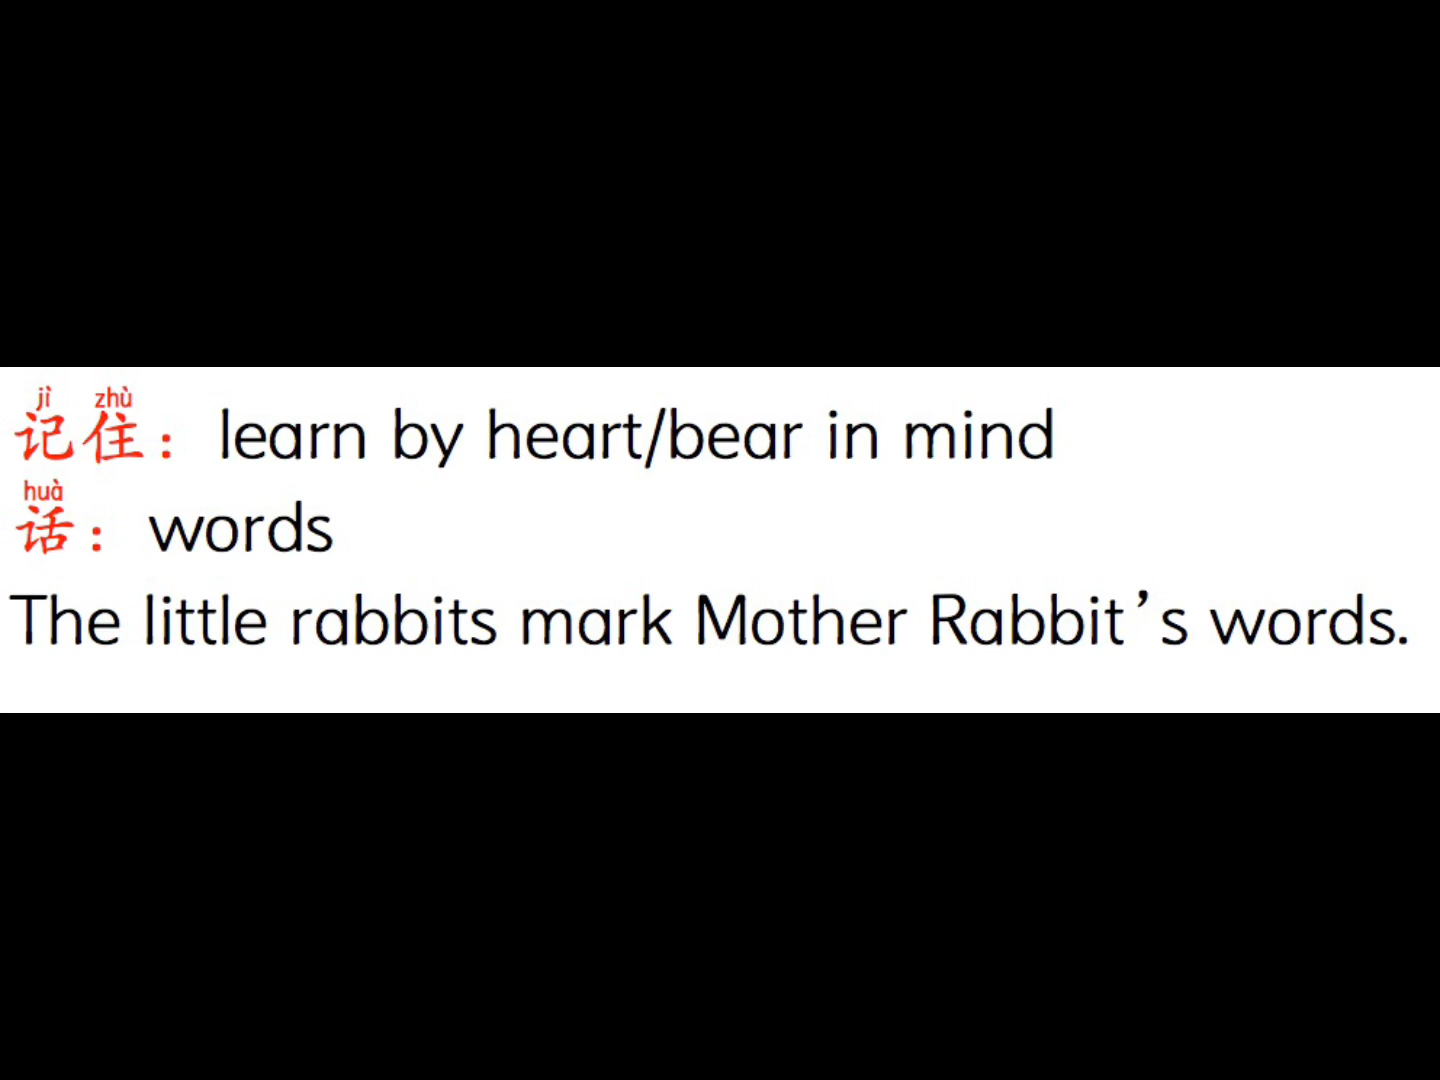 jì zhù
记住：learn by heart/bear in mind
huà
话：words
The little rabbits mark Mother Rabbit’s words.